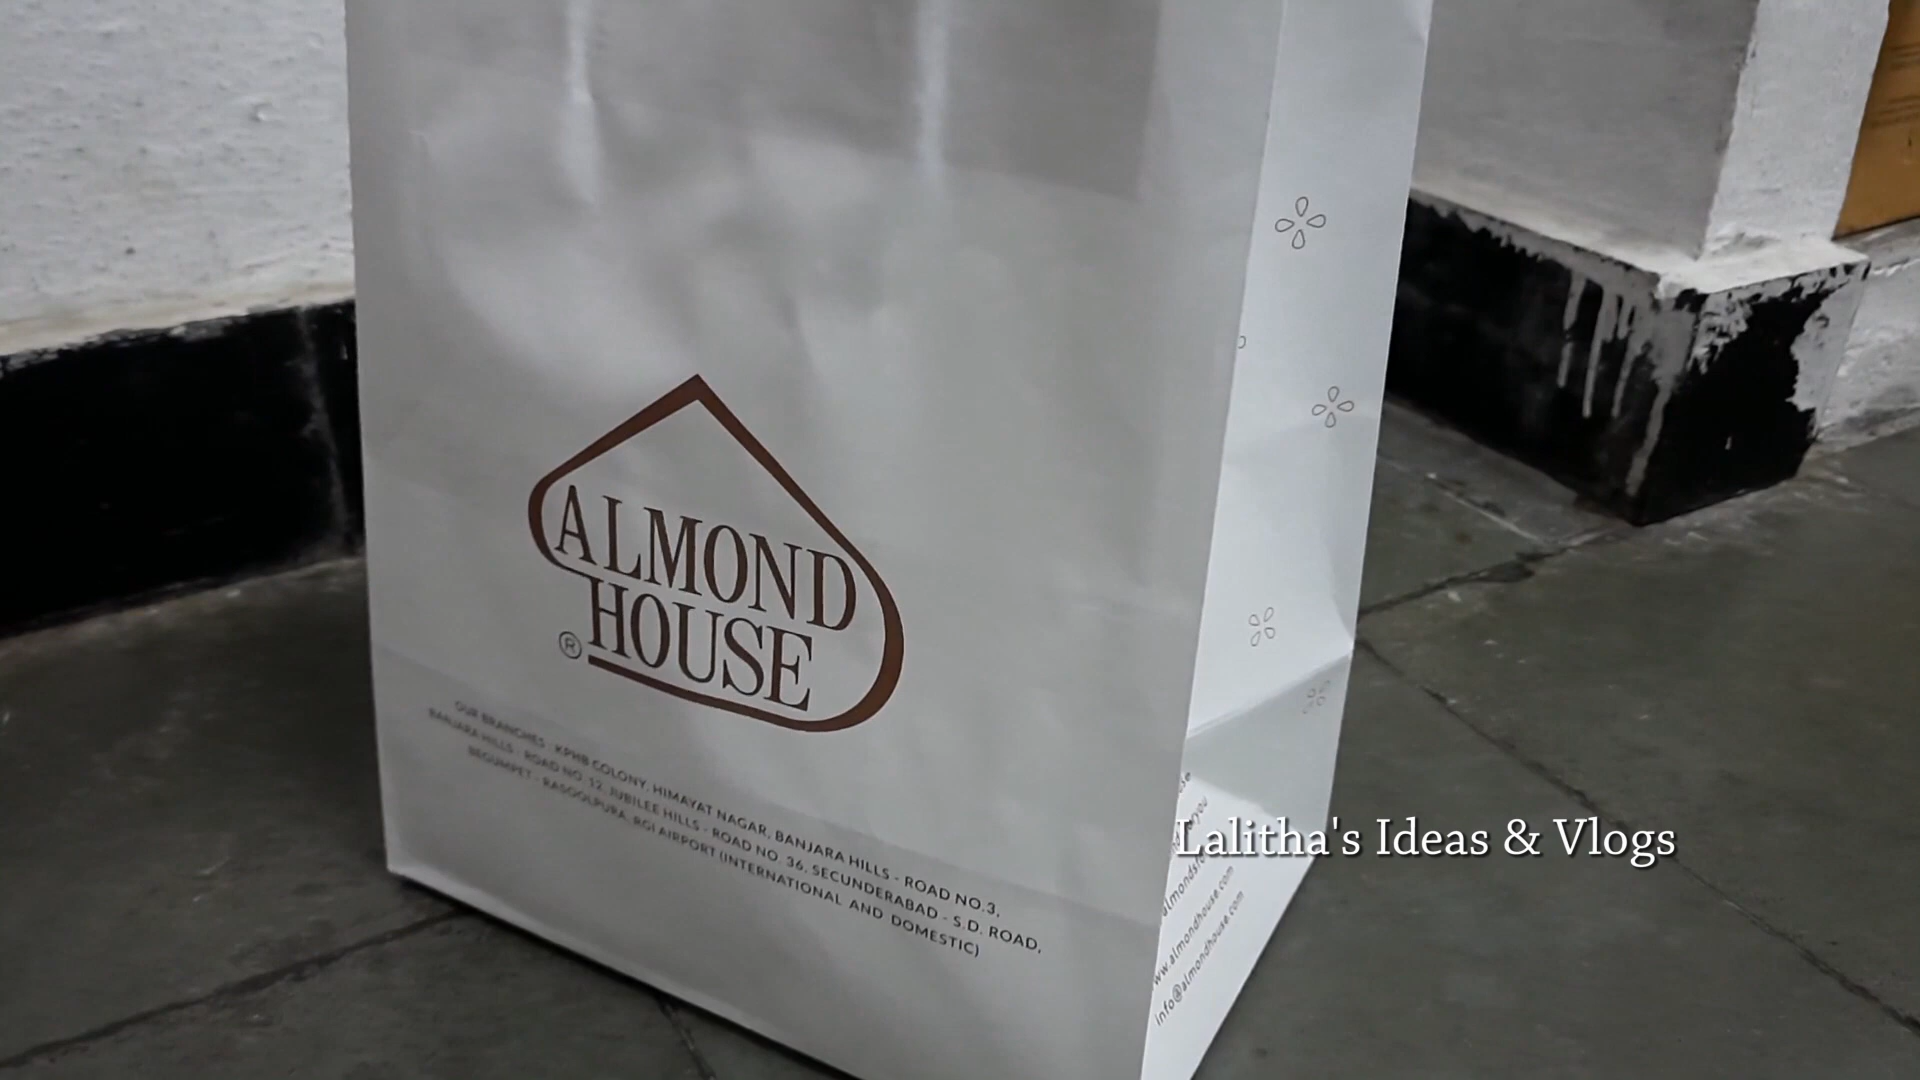 ALMOND
HOUSE
®
OUR BRANCHES : KPHB COLONY, HIMAYAT NAGAR, BANJARA HILLS - ROAD NO.3,
BANJARA HILLS - ROAD NO. 12, JUBILEE HILLS - ROAD NO. 36, SECUNDERABAD - S.D. ROAD,
BEGUMPET - RASOOLPURA, RGI AIRPORT (INTERNATIONAL AND DOMESTIC)
www.almondhouse.com
info@almondhouse.com
Lalitha's Ideas & Vlogs